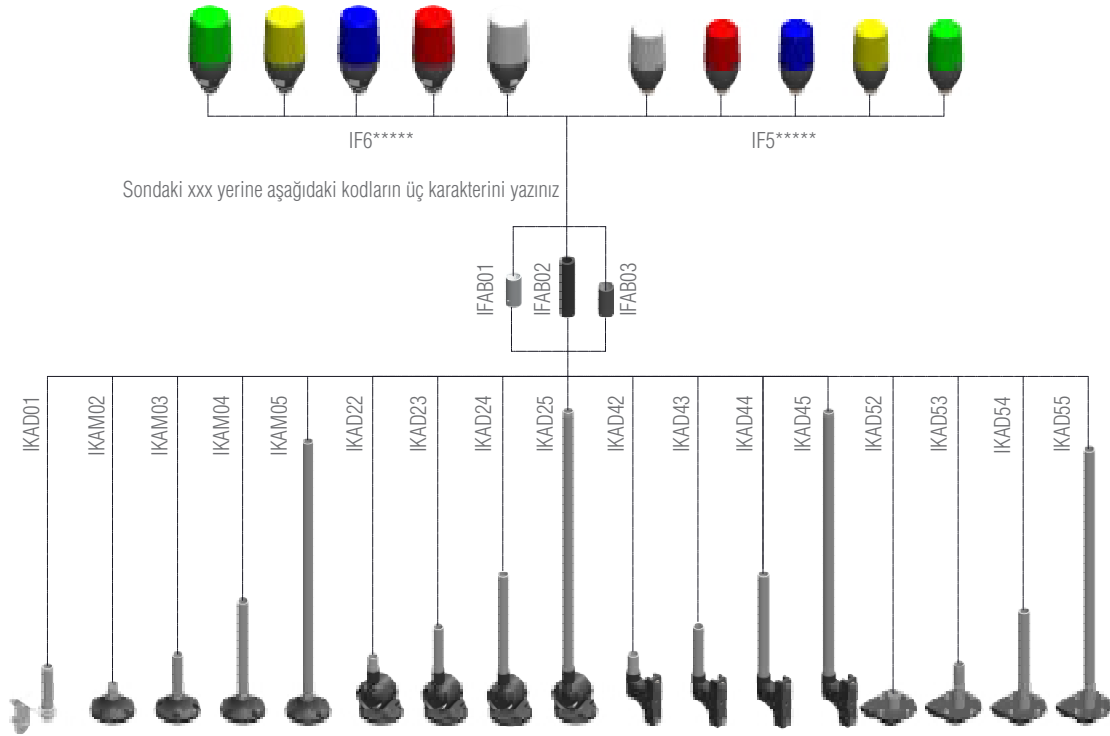 IF6*****
IF5*****
Sondaki xxx yerine aşağıdaki kodların üç karakterini yazınız
IFAB01
IFAB02
IFAB03
IKAD01
IKAM02
IKAM03
IKAM04
IKAM05
IKAD22
IKAD23
IKAD24
IKAD25
IKAD42
IKAD43
IKAD44
IKAD45
IKAD52
IKAD53
IKAD54
IKAD55